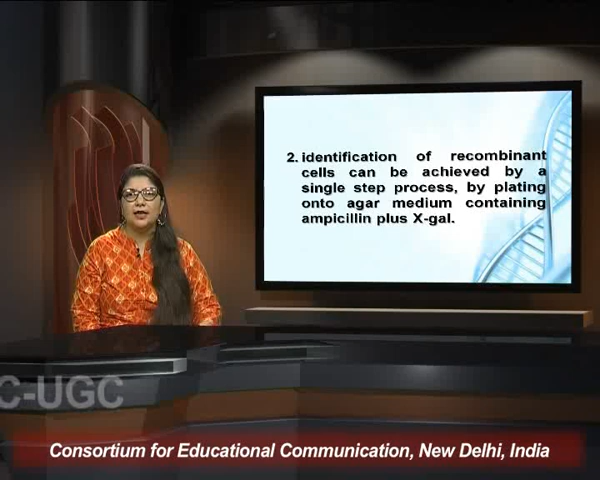 2. identification of recombinant
cells can be achieved by a
single step process, by plating
onto agar medium containing
ampicillin plus X-gal.
C-UGC
Consortium for Educational Communication, New Delhi, India